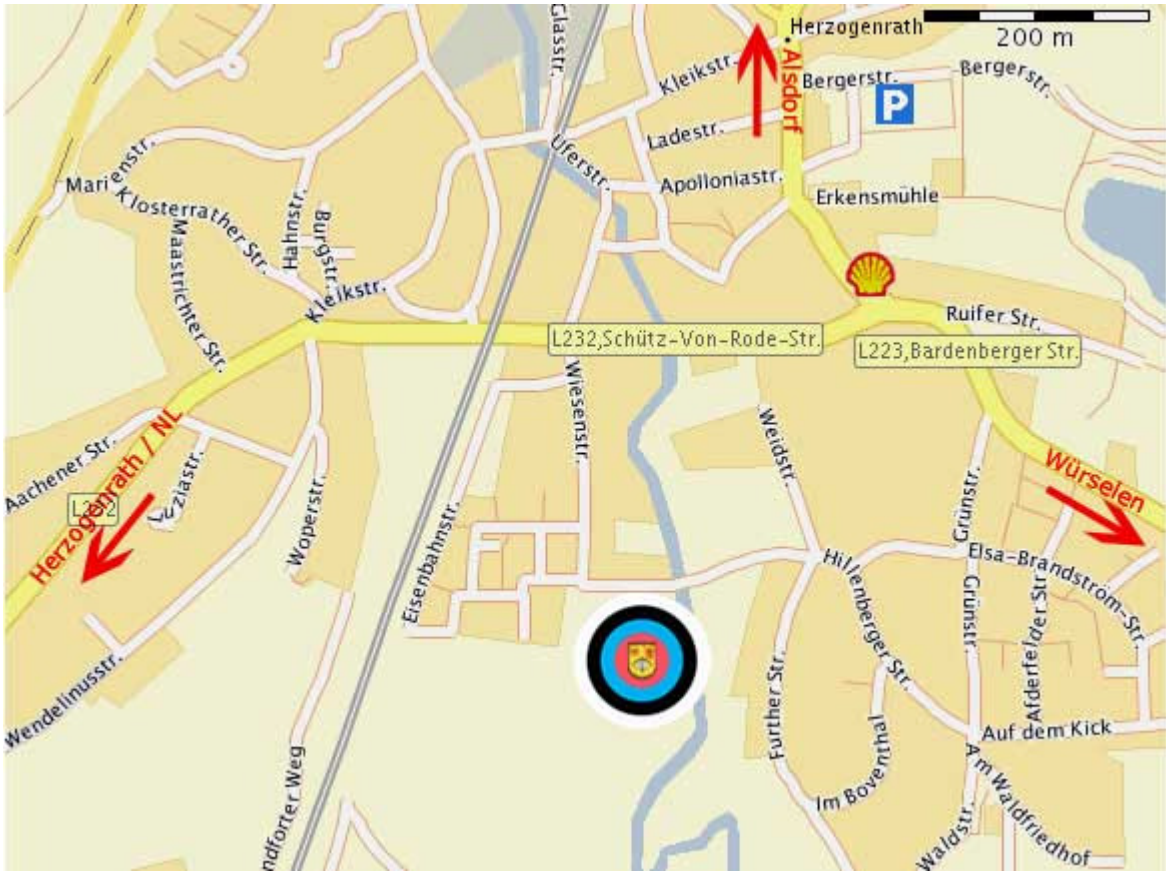 Glasstr.
Herzogenrath
200 m
Kleikstr.
Alsdorf
Bergerstr.
Bergerstr.
P
Ladestr.
Uferstr.
Marienstr.
Apolloniastr.
Erkensmühle
Klosterrather Str.
Hahnstr.
Burgstr.
Maastrichter Str.
Kleikstr.
Ruifer Str.
L232,Schütz-Von-Rode-Str.
L223,Bardenberger Str.
Wiesenstr.
Weidstr.
Aachener Str.
Herzogenrath / NL
Luziastr.
Woperstr.
Grünstr.
Würselen
Eisenbahnstr.
Hillenberger Str.
Elsa-Brandström-Str.
Grünstr.
Afderfelder Str.
Wendelinusstr.
Further Str.
Auf dem Kick
Im Boventhal
Am Waldfriedhof
Waldstr.
ndforter Weg